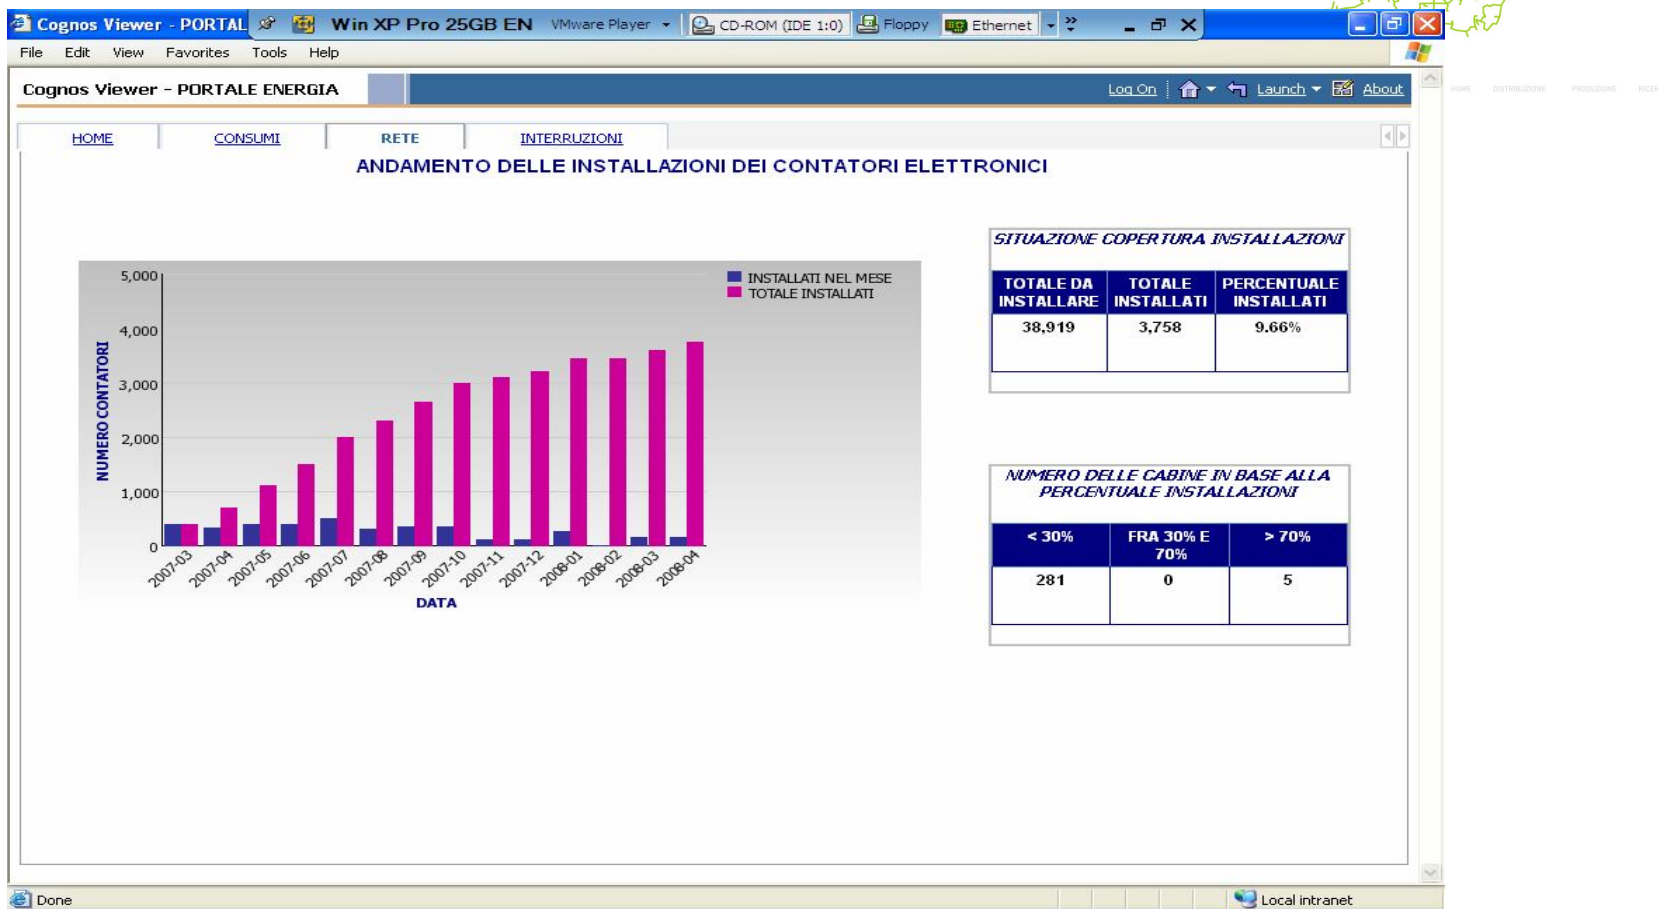 Cognos Viewer - PORTAL Win XP Pro 25GB EN VMware Player CD-ROM (IDE 1:0) Floppy Ethernet
File Edit View Favorites Tools Help
Cognos Viewer - PORTALE ENERGIA Log On Launch About
HOME DISTRIBUZIONE PRODUZIONE RICER
HOME CONSUMI RETE INTERRUZIONI
ANDAMENTO DELLE INSTALLAZIONI DEI CONTATORI ELETTRONICI
5,000
4,000
3,000
2,000
1,000
0
NUMERO CONTATORI
INSTALLATI NEL MESE
TOTALE INSTALLATI
2007-03 2007-04 2007-05 2007-06 2007-07 2007-08 2007-09 2007-10 2007-11 2007-12 2008-01 2008-02 2008-03 2008-04
DATA
SITUAZIONE COPERTURA INSTALLAZIONI
TOTALE DA INSTALLARE TOTALE INSTALLATI PERCENTUALE INSTALLATI
38,919 3,758 9.66%
NUMERO DELLE CABINE IN BASE ALLA
PERCENTUALE INSTALLAZIONI
< 30% FRA 30% E 70% > 70%
281 0 5
Done Local intranet